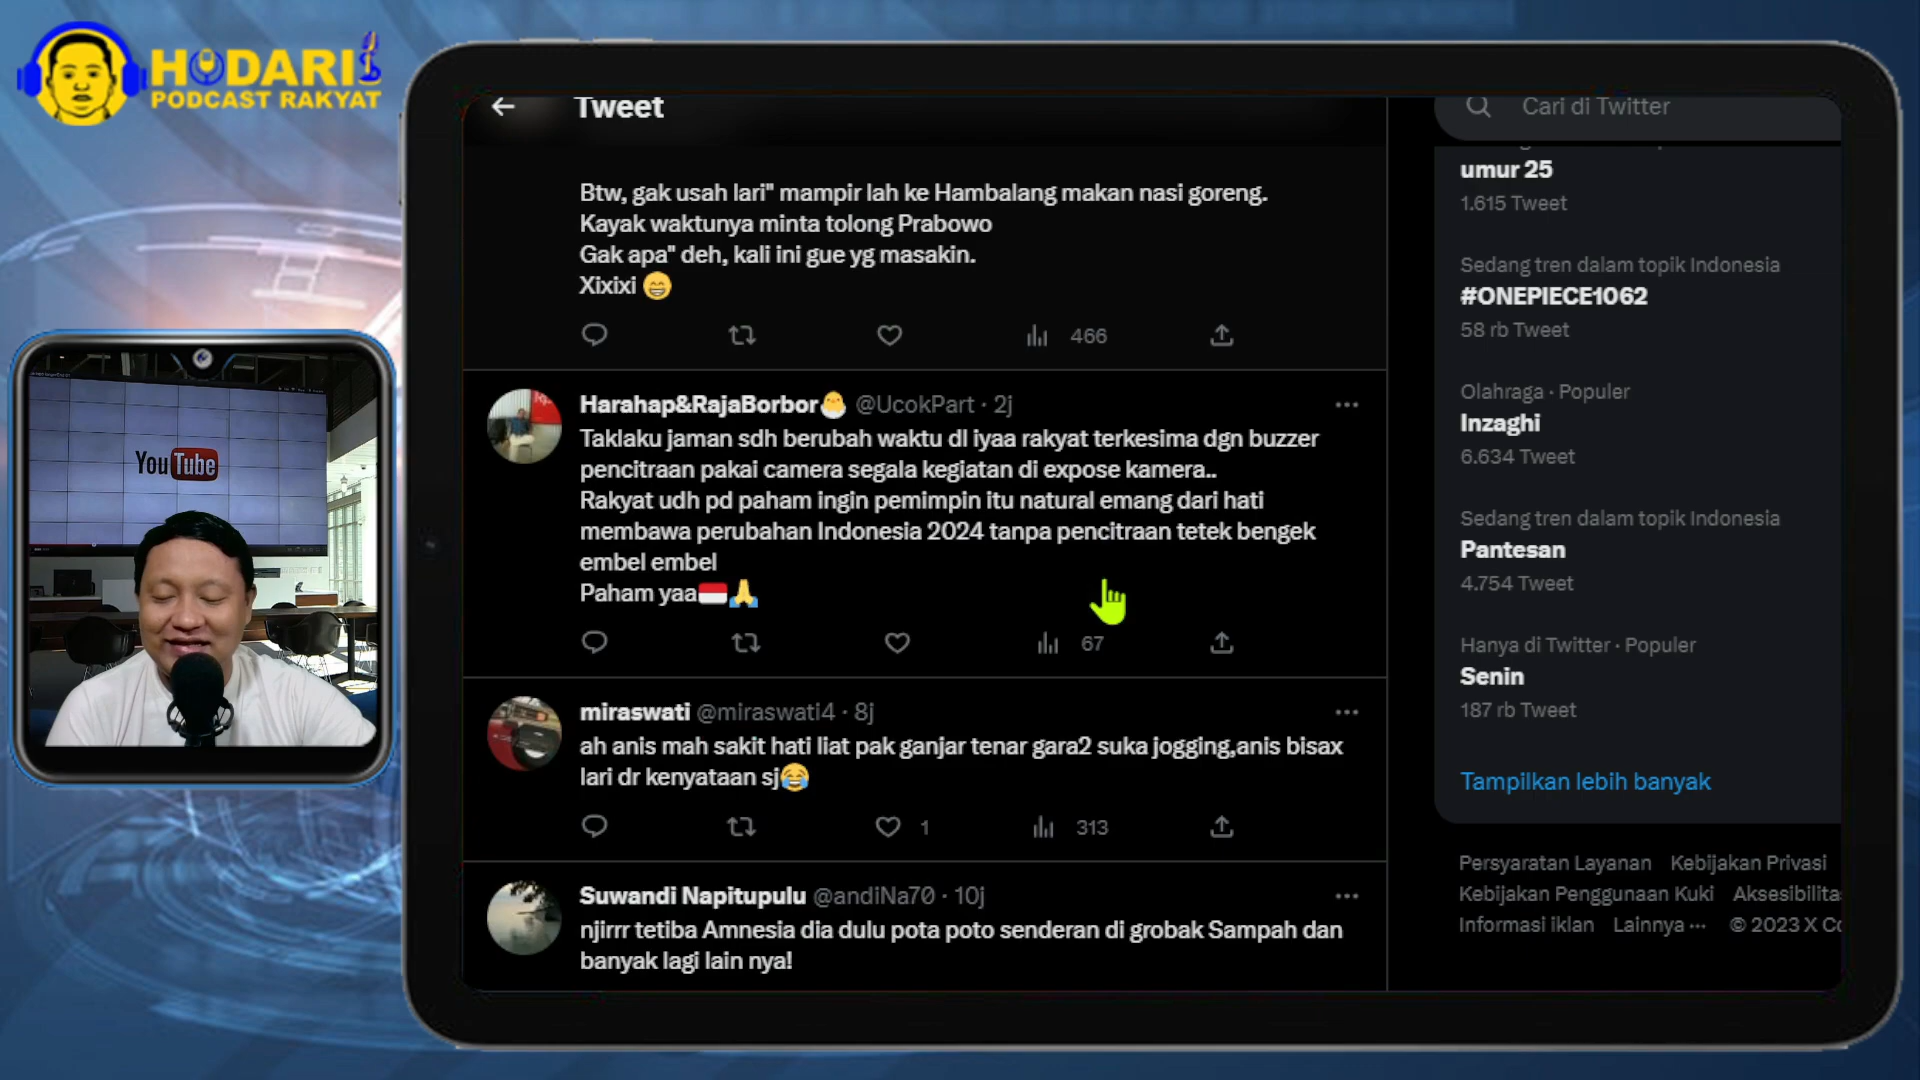 HODARI
PODCAST RAKYAT
YouTube
Tweet
Btw, gak usah lari" mampir lah ke Hambalang makan nasi goreng.
Kayak waktunya minta tolong Prabowo
Gak apa" deh, kali ini gue yg masakin.
Xixixi 😁
466
Harahap&RajaBorbor🐣 @UcokPart · 2j
Taklaku jaman sdh berubah waktu dl iyaa rakyat terkesima dgn buzzer
pencitraan pakai camera segala kegiatan di expose kamera..
Rakyat udh pd paham ingin pemimpin itu natural emang dari hati
membawa perubahan Indonesia 2024 tanpa pencitraan tetek bengek
embel embel
Paham yaa🇮🇩🙏
67
miraswati @miraswati4 · 8j
ah anis mah sakit hati liat pak ganjar tenar gara2 suka jogging,anis bisax
lari dr kenyataan sj😂
1 313
Suwandi Napitupulu @andiNa70 · 10j
njirrr tetiba Amnesia dia dulu pota poto senderan di grobak Sampah dan
banyak lagi lain nya!
Cari di Twitter
umur 25
1.615 Tweet
Sedang tren dalam topik Indonesia
#ONEPIECE1062
58 rb Tweet
Olahraga · Populer
Inzaghi
6.634 Tweet
Sedang tren dalam topik Indonesia
Pantesan
4.754 Tweet
Hanya di Twitter · Populer
Senin
187 rb Tweet
Tampilkan lebih banyak
Persyaratan Layanan Kebijakan Privasi
Kebijakan Penggunaan Kuki Aksesibilita
Informasi iklan Lainnya ··· © 2023 X Co